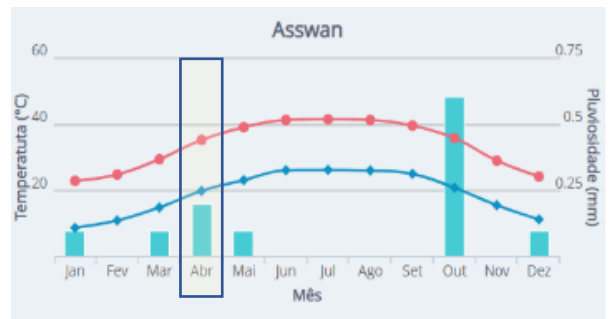 Asswan
60
0.75
40
0.5
20
0.25
Temperatuta (°C)
Pluviosidade (mm)
Jan Fev Mar Abr Mai Jun Jul Ago Set Out Nov Dez
Mês